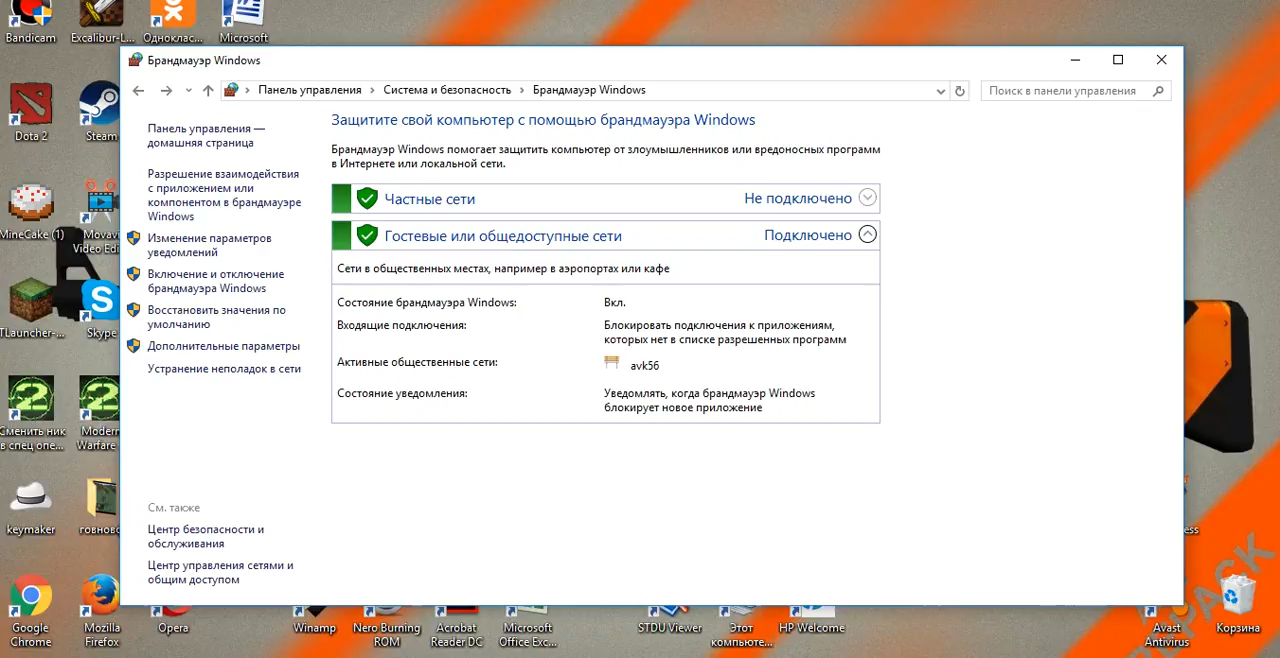 Bandicam
Excalibur-L...
Одноклас...
Microsoft
Dota 2
Steam
MineCake (1)
Movavi
Video Edi
TLauncher-...
Skype
Сменить ник
в спец опе...
Modern
Warfare
keymaker
Google
Chrome
Mozilla
Firefox
Opera
Winamp
Nero Burning
ROM
Acrobat
Reader DC
Microsoft
Office Exc...
STDU Viewer
Этот
компьюте...
HP Welcome
Avast
Antivirus
Корзина
ess
Брандмауэр Windows
Панель управления
Система и безопасность
Брандмауэр Windows
Поиск в панели управления
Панель управления —
домашняя страница
Разрешение взаимодействия
с приложением или
компонентом в брандмауэре
Windows
Изменение параметров
уведомлений
Включение и отключение
брандмауэра Windows
Восстановить значения по
умолчанию
Дополнительные параметры
Устранение неполадок в сети
См. также
Центр безопасности и
обслуживания
Центр управления сетями и
общим доступом
Защитите свой компьютер с помощью брандмауэра Windows
Брандмауэр Windows помогает защитить компьютер от злоумышленников или вредоносных программ
в Интернете или локальной сети.
Частные сети Не подключено
Гостевые или общедоступные сети Подключено
Сети в общественных местах, например в аэропортах или кафе
Состояние брандмауэра Windows: Вкл.
Входящие подключения: Блокировать подключения к приложениям,
которых нет в списке разрешенных программ
Активные общественные сети: avk56
Состояние уведомления: Уведомлять, когда брандмауэр Windows
блокирует новое приложение